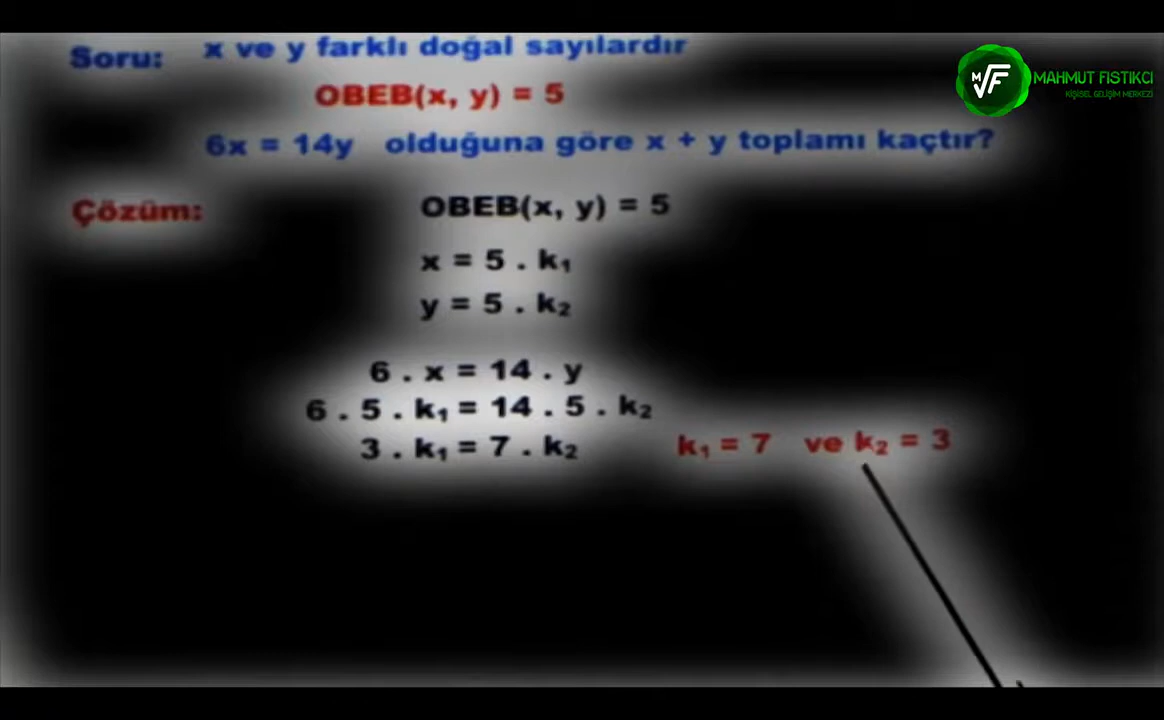 Soru: x ve y farklı doğal sayılardır
OBEB(x, y) = 5
6x = 14y olduğuna göre x + y toplamı kaçtır?
Çözüm: OBEB(x, y) = 5
x = 5 . k₁
y = 5 . k₂
6 . x = 14 . y
6 . 5 . k₁ = 14 . 5 . k₂
3 . k₁ = 7 . k₂ k₁ = 7 ve k₂ = 3
M√F MAHMUT FISTIKCI
KİŞİSEL GELİŞİM MERKEZİ